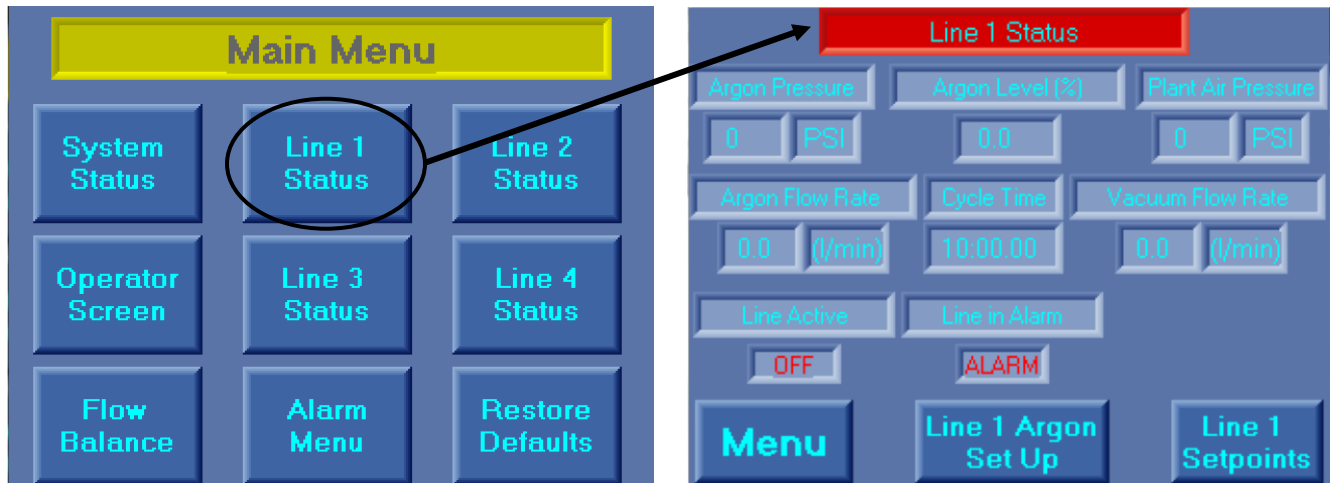 Main Menu
System
Status
Line 1
Status
Line 2
Status
Operator
Screen
Line 3
Status
Line 4
Status
Flow
Balance
Alarm
Menu
Restore
Defaults
Line 1 Status
Argon Pressure
Argon Level (%)
Plant Air Pressure
0 PSI
0.0
0 PSI
Argon Flow Rate
Cycle Time
Vacuum Flow Rate
0.0 (l/min)
10:00.00
0.0 (l/min)
Line Active
Line in Alarm
OFF
ALARM
Menu
Line 1 Argon
Set Up
Line 1
Setpoints